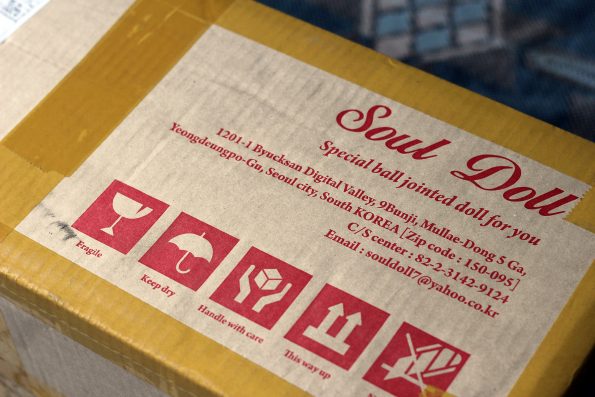 Soul Doll
Special ball jointed doll for you
1201-1 Byucksan Digital Valley, 9Bunji, Mullae-Dong 5 Ga,
Yeongdeungpo-Gu, Seoul city, South KOREA [Zip code : 150-095]
C/S center : 82-2-3142-9124
Email : souldoll7@yahoo.co.kr
Fragile
Keep dry
Handle with care
This way up